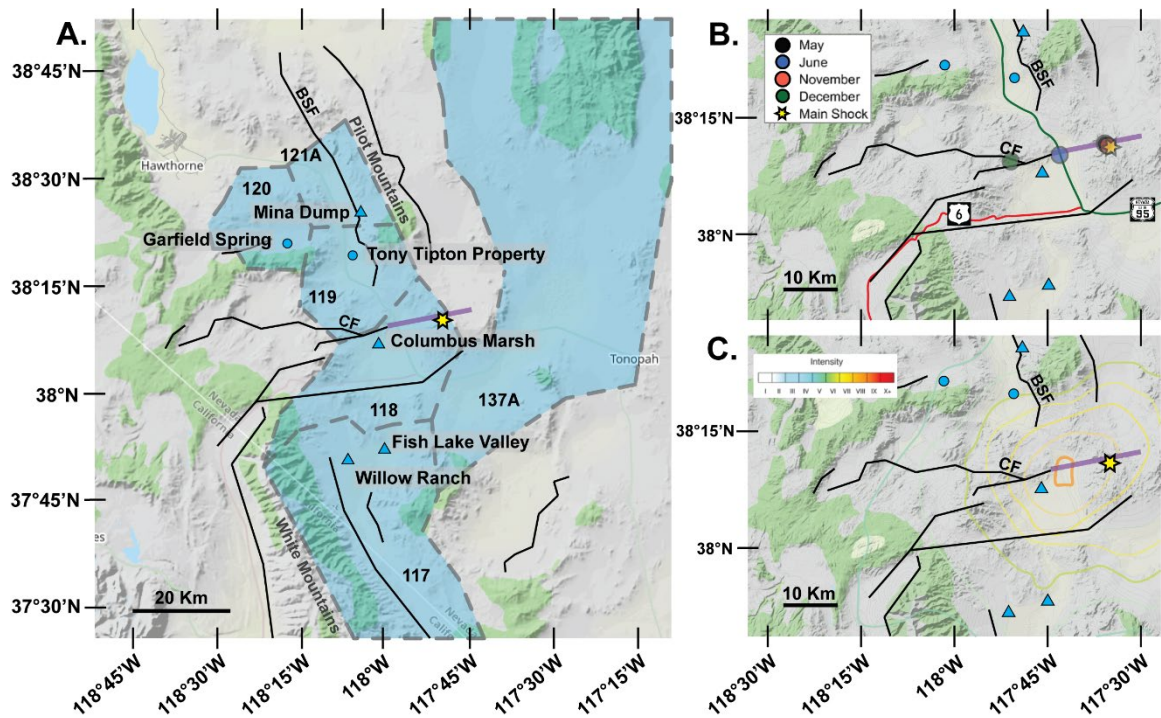 A.
38°45’N
38°30’N
38°15’N
38°0’N
37°45’N
37°30’N
BSF
Pilot Mountains
Hawthorne
121A
120
Mina Dump
Garfield Spring
Tony Tipton Property
119
CF
Columbus Marsh
Tonopah
Nevada
California
118
137A
Fish Lake Valley
Willow Ranch
White Mountains
117
20 Km
118°45’W
118°30’W
118°15’W
118°W
117°45’W
117°30’W
117°15’W
B.
May
June
November
December
Main Shock
BSF
38°15’N
CF
6
95
38°N
10 Km
C.
Intensity
I II III IV V VI VII VIII IX X+
BSF
38°15’N
CF
38°N
10 Km
118°30’W
118°15’W
118°W
117°45’W
117°30’W